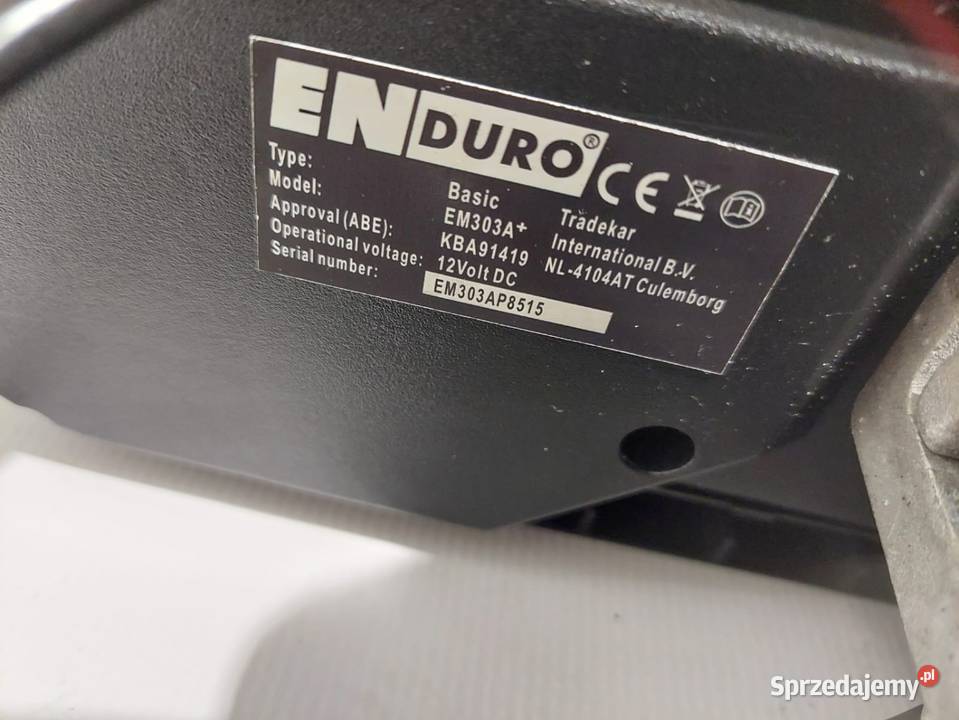 ENDURO®
CE
Type: Basic
Model: EM303A+
Approval (ABE): KBA91419
Operational voltage: 12Volt DC
Serial number: EM303AP8515
Tradekar
International B.V.
NL-4104AT Culemborg
Sprzedajemy.pl